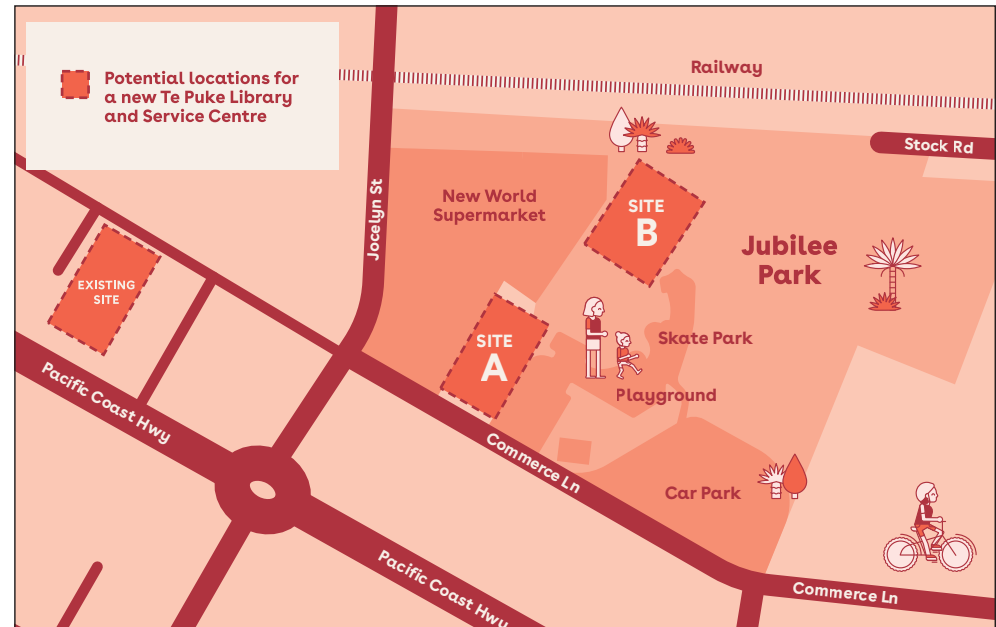 Potential locations for
a new Te Puke Library
and Service Centre
Railway
Stock Rd
Jocelyn St
New World
Supermarket
SITE
B
Jubilee
Park
EXISTING
SITE
SITE
A
Skate Park
Playground
Pacific Coast Hwy
Commerce Ln
Car Park
Pacific Coast Hwy
Commerce Ln